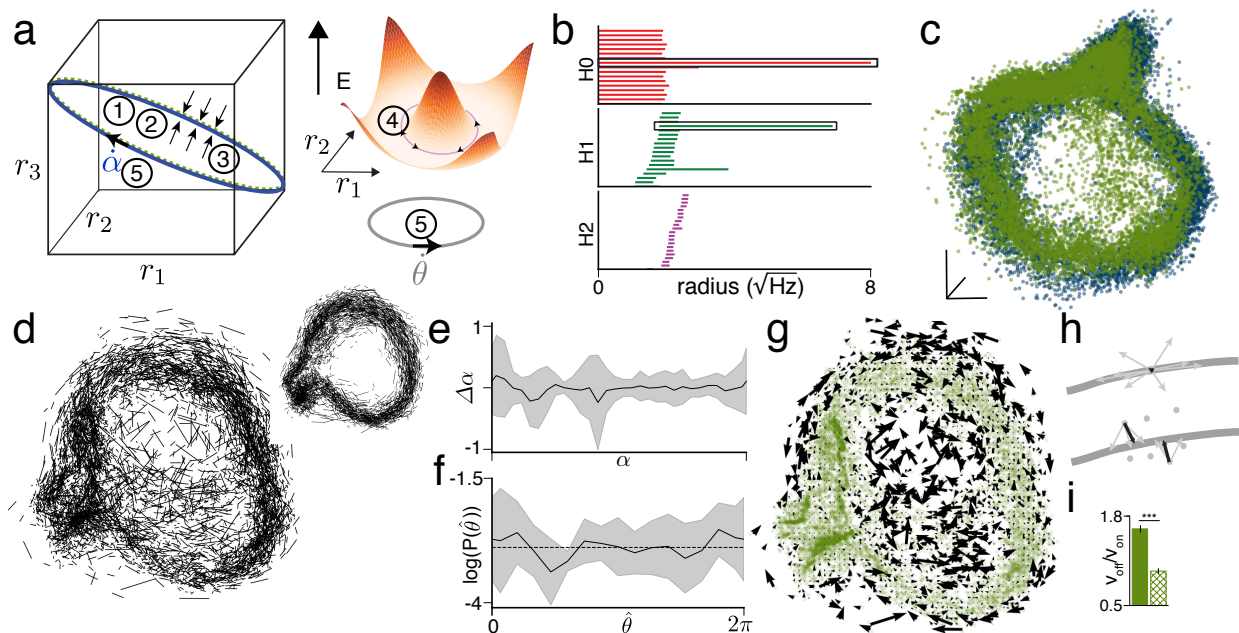 a
1
2
3
α̇
5
r₃
r₂
r₁
E
4
r₂
r₁
5
θ̇
b
H0
H1
H2
0
radius (√Hz)
8
c
d
e
1
Δα
-1
α
f
-1.5
log(P(θ̂))
-4
0
θ̂
2π
g
h
i
***
1.8
v_off/v_on
0.5